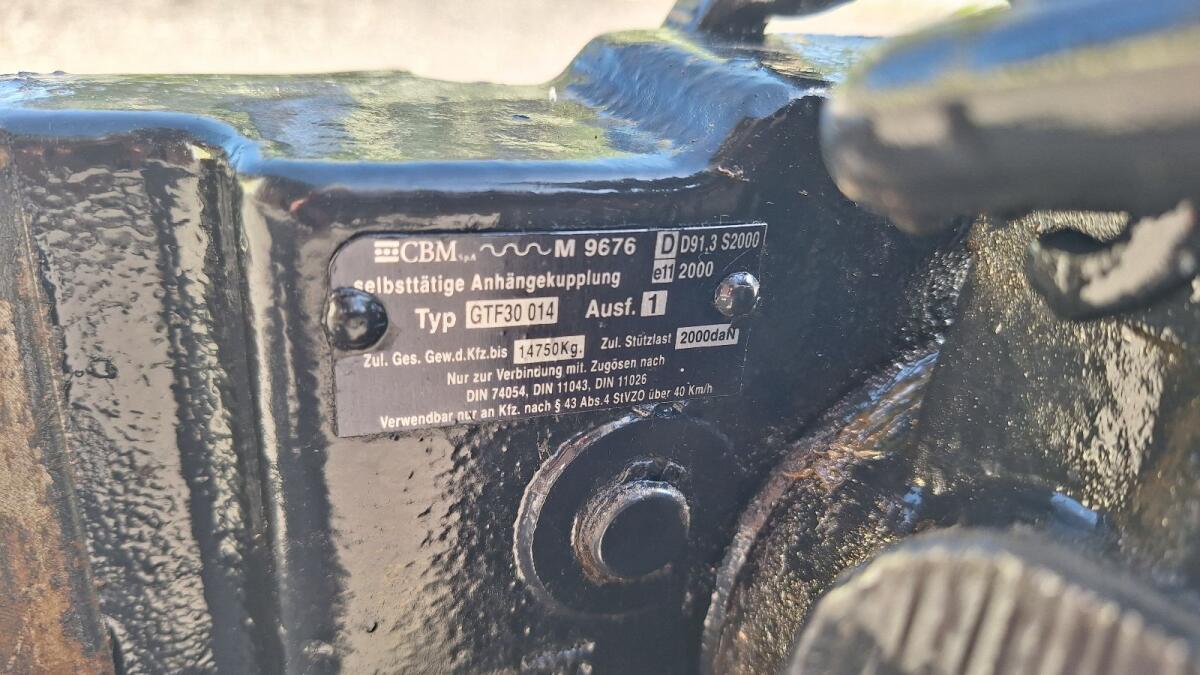 CBM S.p.A M 9676 D D91,3 S2000
selbsttätige Anhängekupplung e11 2000
Typ GTF30 014 Ausf. 1
Zul. Ges. Gew.d.Kfz.bis 14750Kg. Zul. Stützlast 2000daN
Nur zur Verbindung mit. Zugösen nach
DIN 74054, DIN 11043, DIN 11026
Verwendbar nur an Kfz. nach § 43 Abs.4 StVZO über 40 Km/h